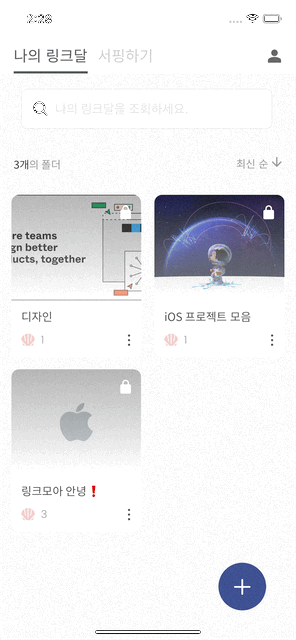 2:26
나의 링크달 서핑하기
나의 링크달을 조회하세요.
3개의 폴더 최신 순
re teams
gn better
ucts, together
디자인
1
iOS 프로젝트 모음
1
링크모아 안녕❗
3